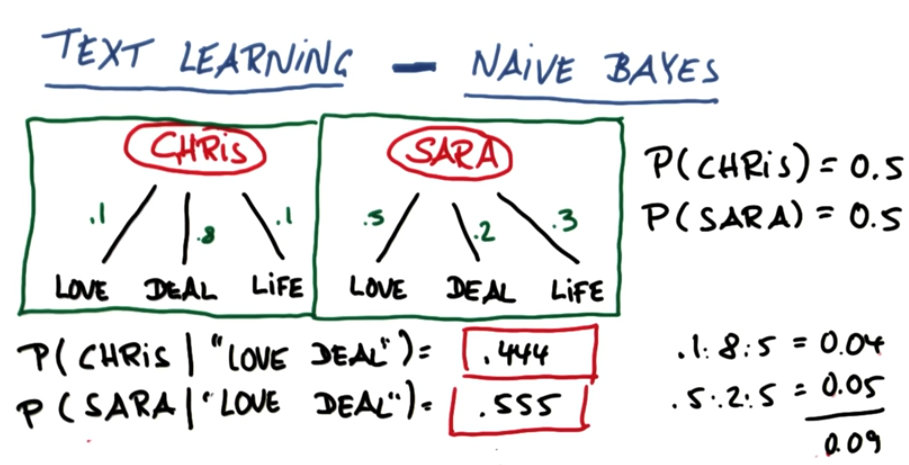 TEXT LEARNING - NAIVE BAYES
CHRIS
SARA
P(CHRIS) = 0.5
P(SARA) = 0.5
.1 .8 .1
.5 .2 .3
LOVE DEAL LIFE
LOVE DEAL LIFE
P(CHRIS | "LOVE DEAL") = .444
.1·.8·.5 = 0.04
P(SARA | "LOVE DEAL") = .555
.5·.2·.5 = 0.05
0.09